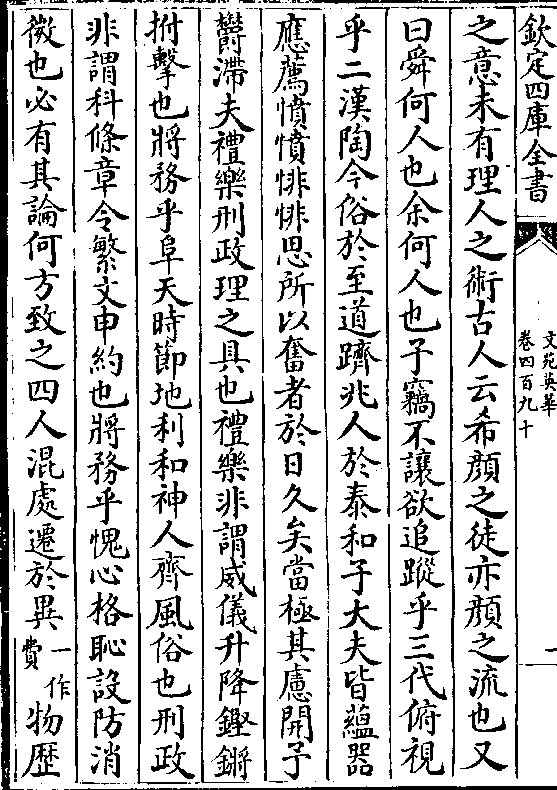 欽定四庫全書
文苑英華
卷四百九十
一
之意未有理人之術古人云希顔之徒亦顔之流也又
曰舜何人也余何人也子竊不讓欲追蹤乎三代俯視
乎二漢陶今俗於至道躋兆人於泰和子大夫皆藴器
應薦憤憤悱悱思所以奮者於日久矣當極其慮開予
欝滯夫禮樂刑政理之具也禮樂非謂威儀升降鏗鏘
拊擊也將務乎阜天時節地利和神人齊風俗也刑政
非謂科條章令繁文申約也將務乎愧心格恥設防消
微也必有其論何方致之四人混處遷於異一作費物歴